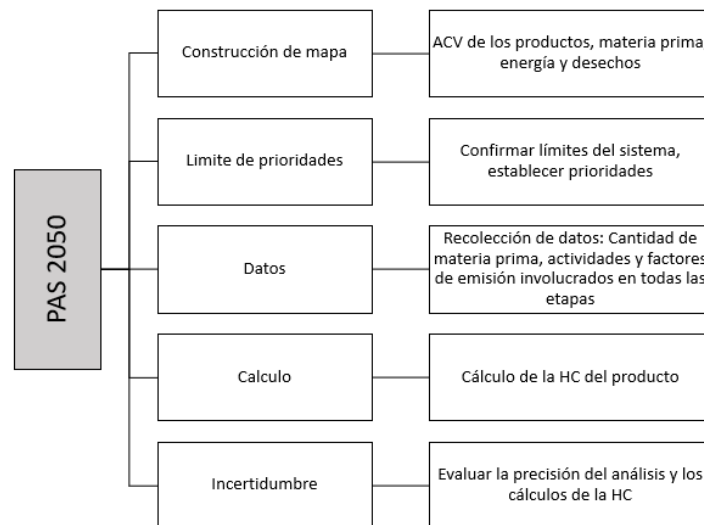 Construcción de mapa
ACV de los productos, materia prima,
energía y desechos
Limite de prioridades
Confirmar límites del sistema,
establecer prioridades
PAS 2050
Datos
Recolección de datos: Cantidad de
materia prima, actividades y factores
de emisión involucrados en todas las
etapas
Calculo
Cálculo de la HC del producto
Incertidumbre
Evaluar la precisión del análisis y los
cálculos de la HC